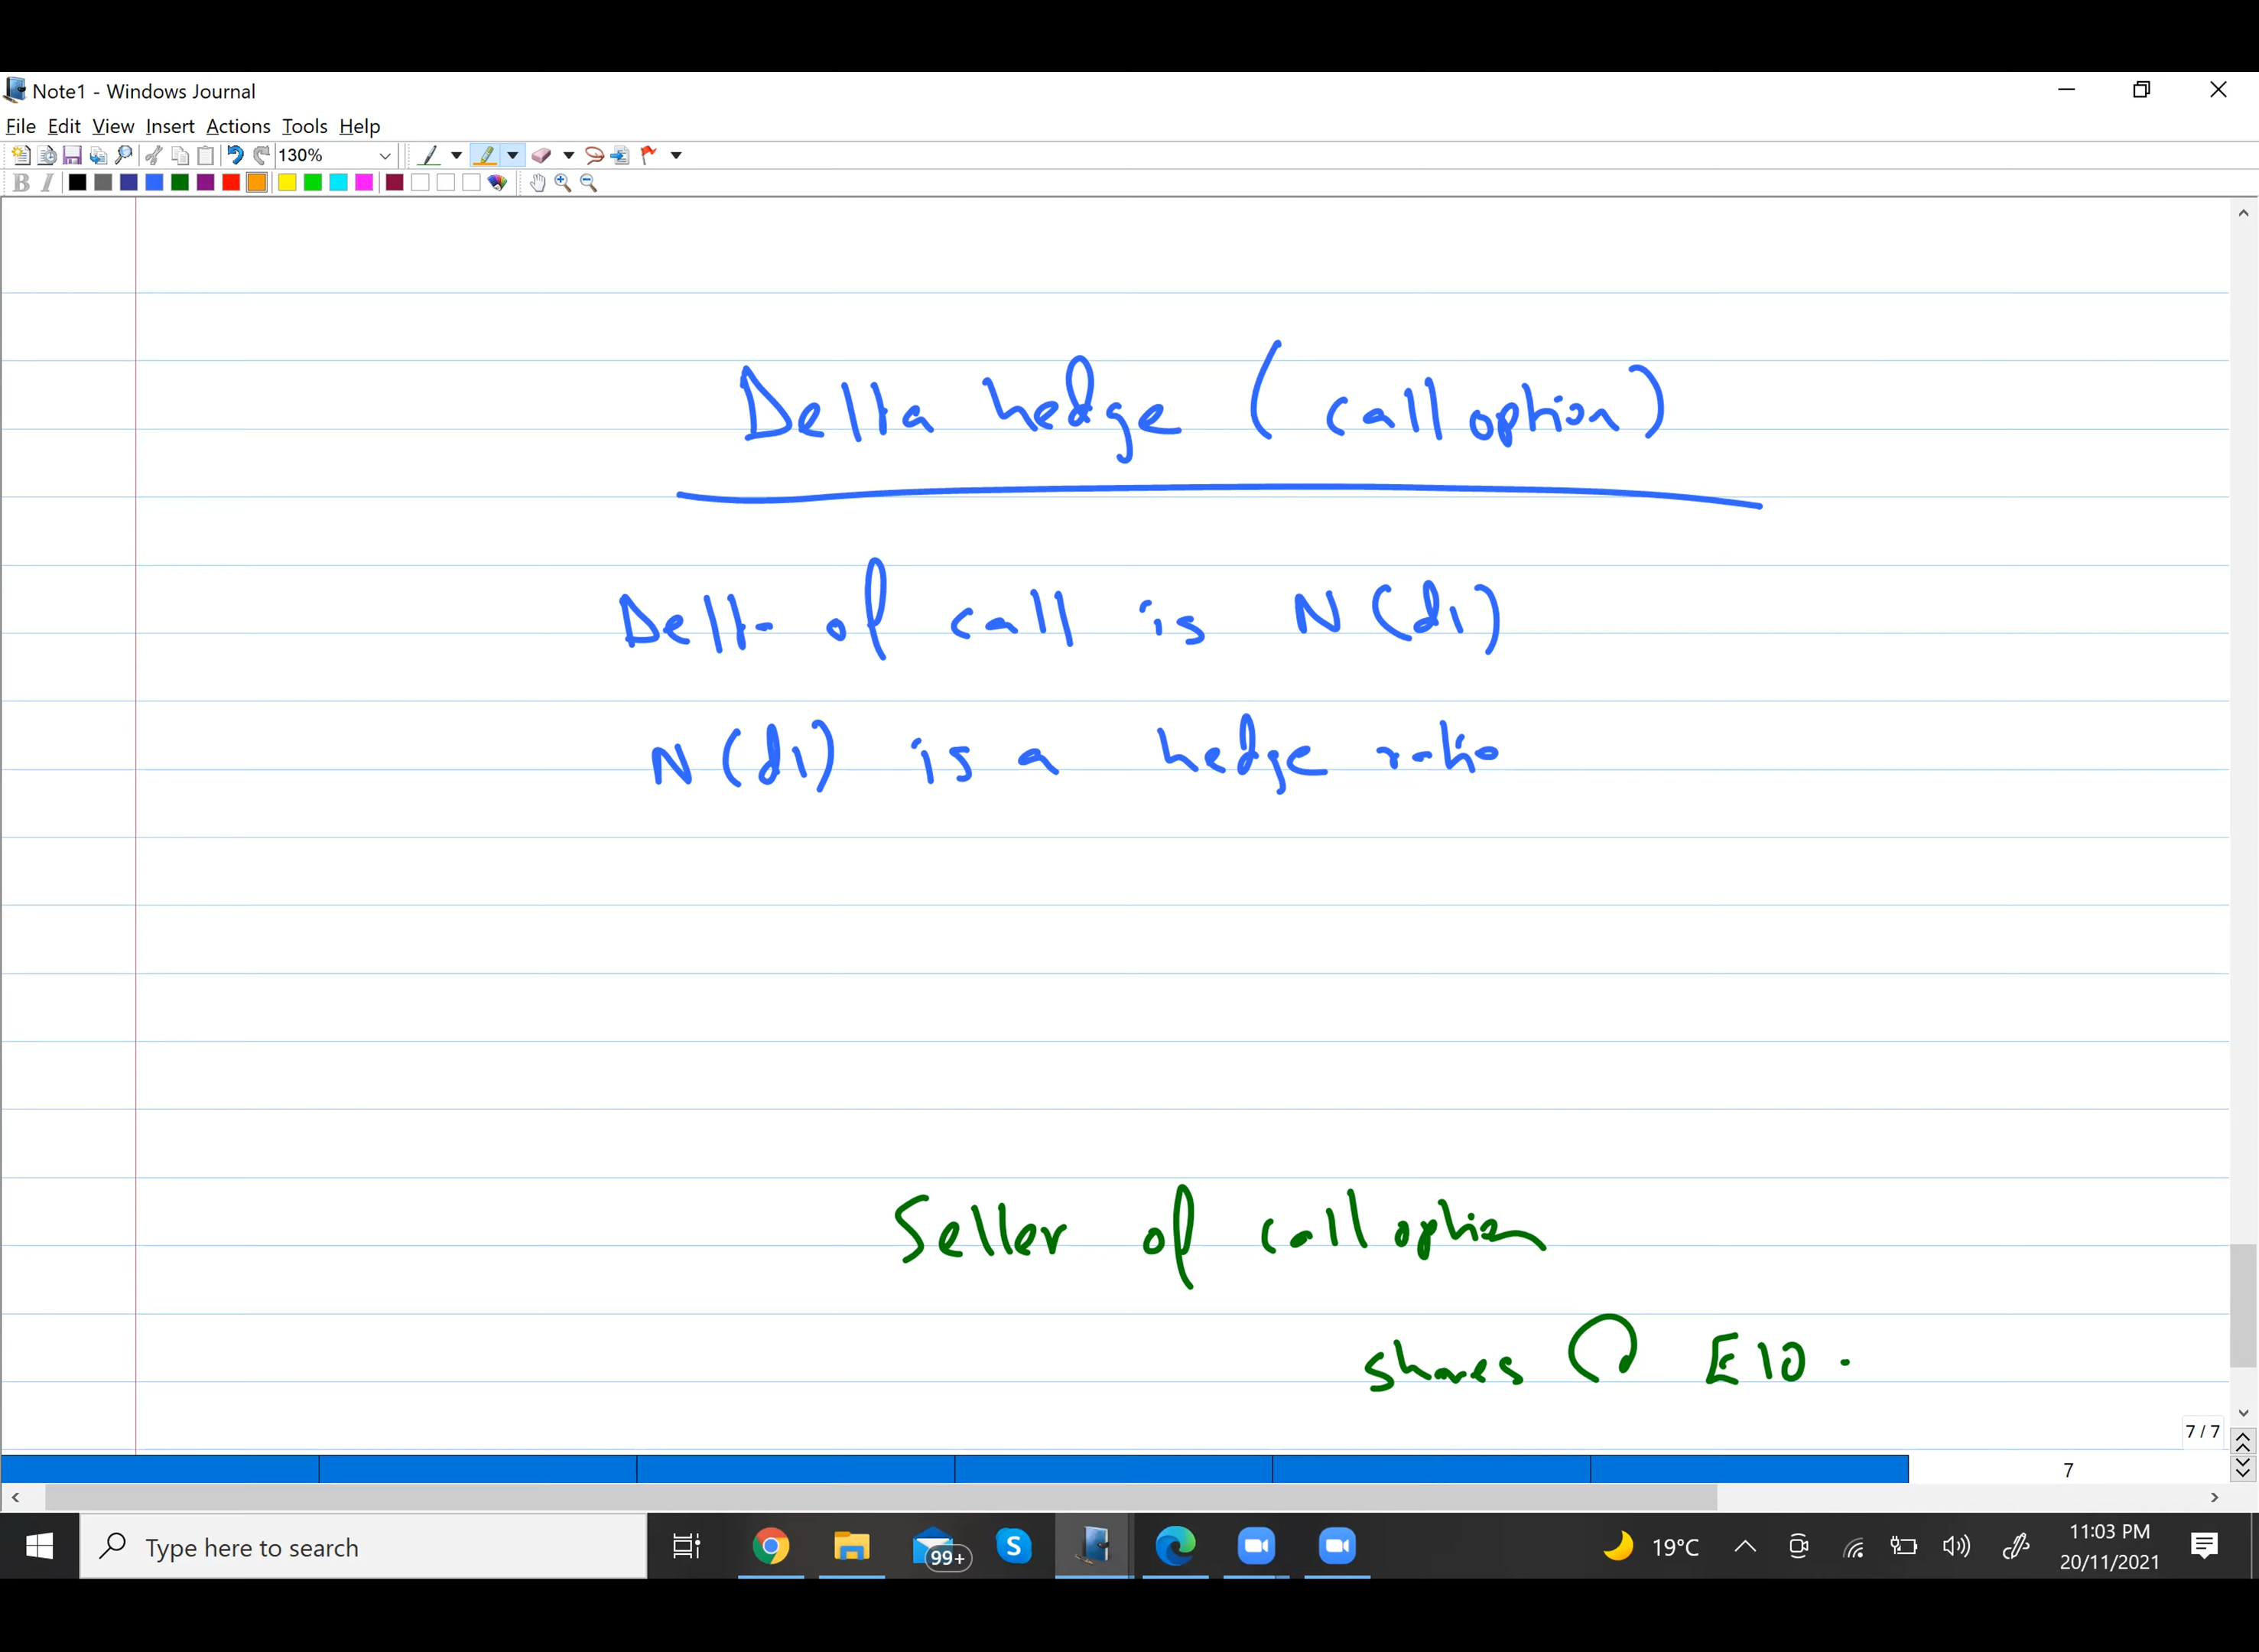 Note1 - Windows Journal
File Edit View Insert Actions Tools Help
130%
B I
Delta hedge (call option)
Delta of call is N(d1)
N(d1) is a hedge ratio
Seller of call option
shares E10.
7 / 7
7
Type here to search
99+
S
19°C
11:03 PM
20/11/2021